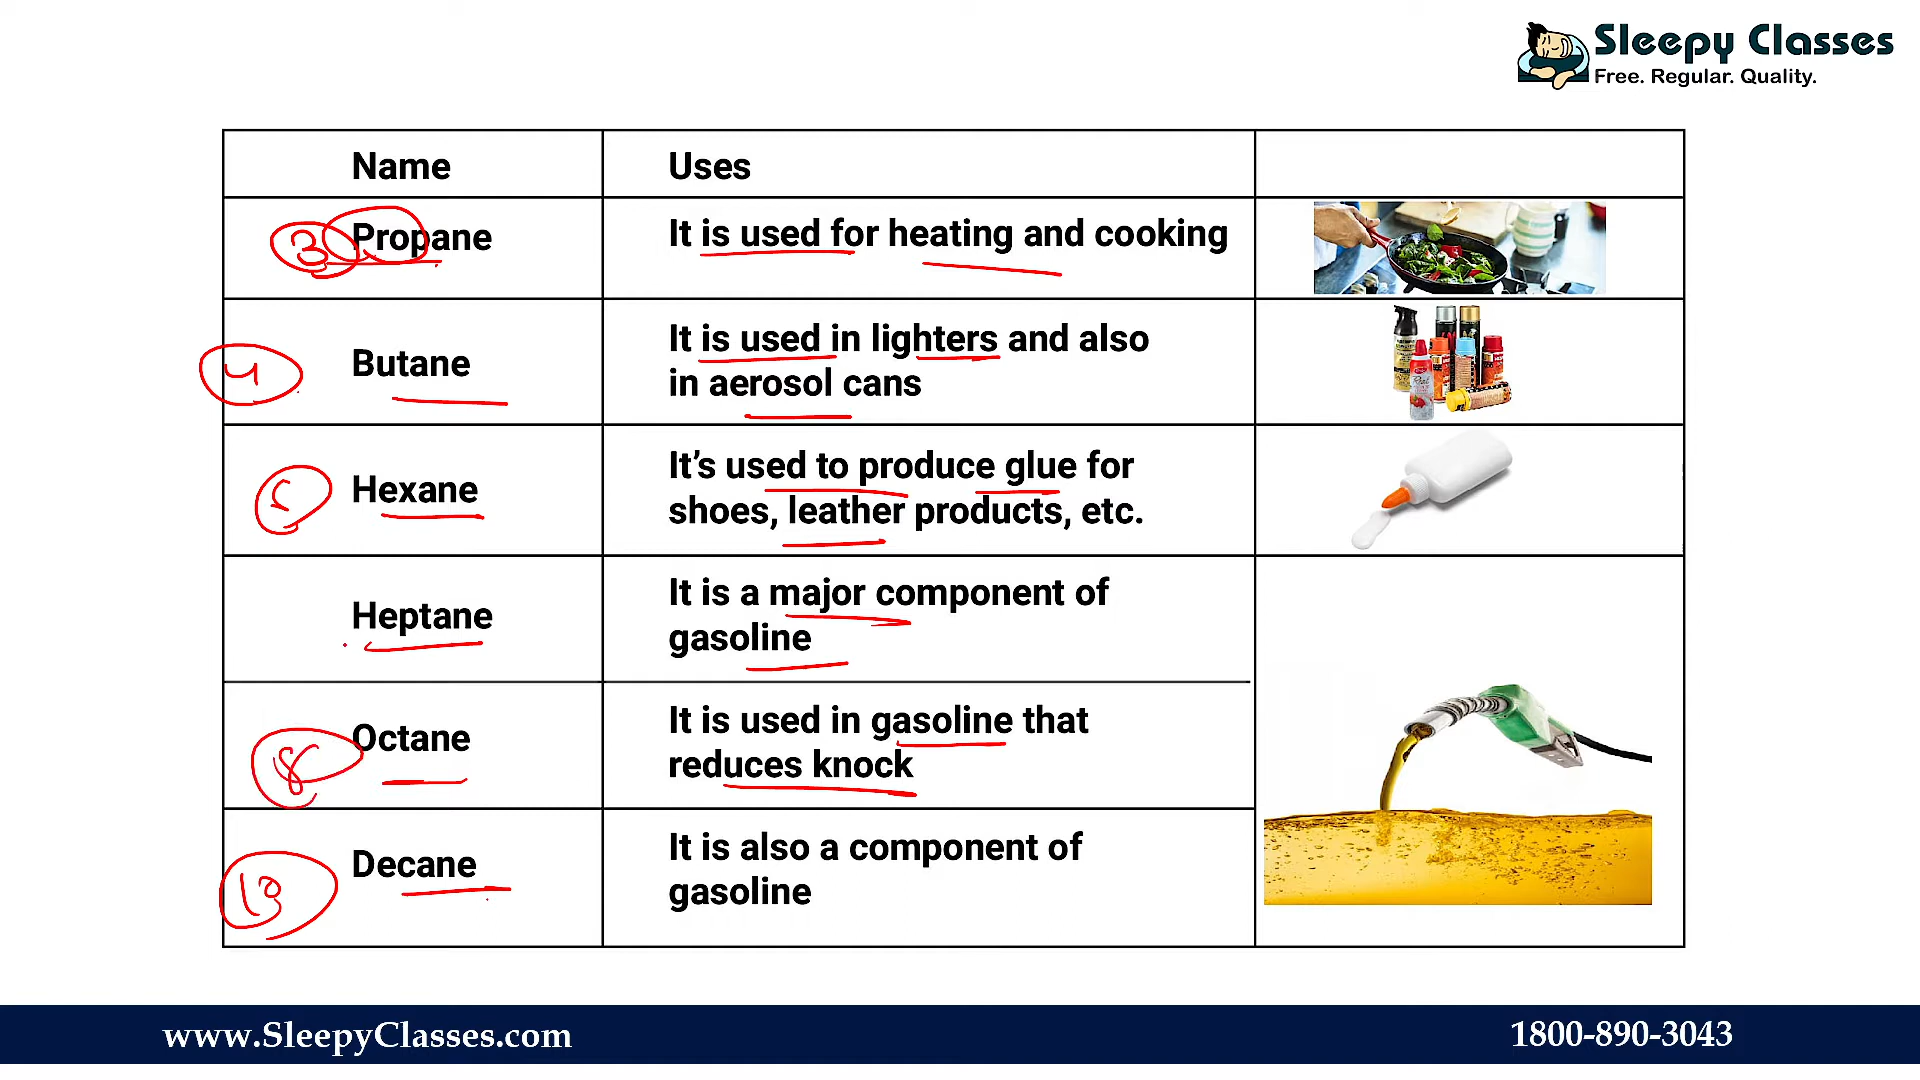 Sleepy Classes
Free. Regular. Quality.
Name
Uses
3
Propane
It is used for heating and cooking
4
Butane
It is used in lighters and also
in aerosol cans
Hexane
It's used to produce glue for
shoes, leather products, etc.
Heptane
It is a major component of
gasoline
8
Octane
It is used in gasoline that
reduces knock
10
Decane
It is also a component of
gasoline
www.SleepyClasses.com
1800-890-3043